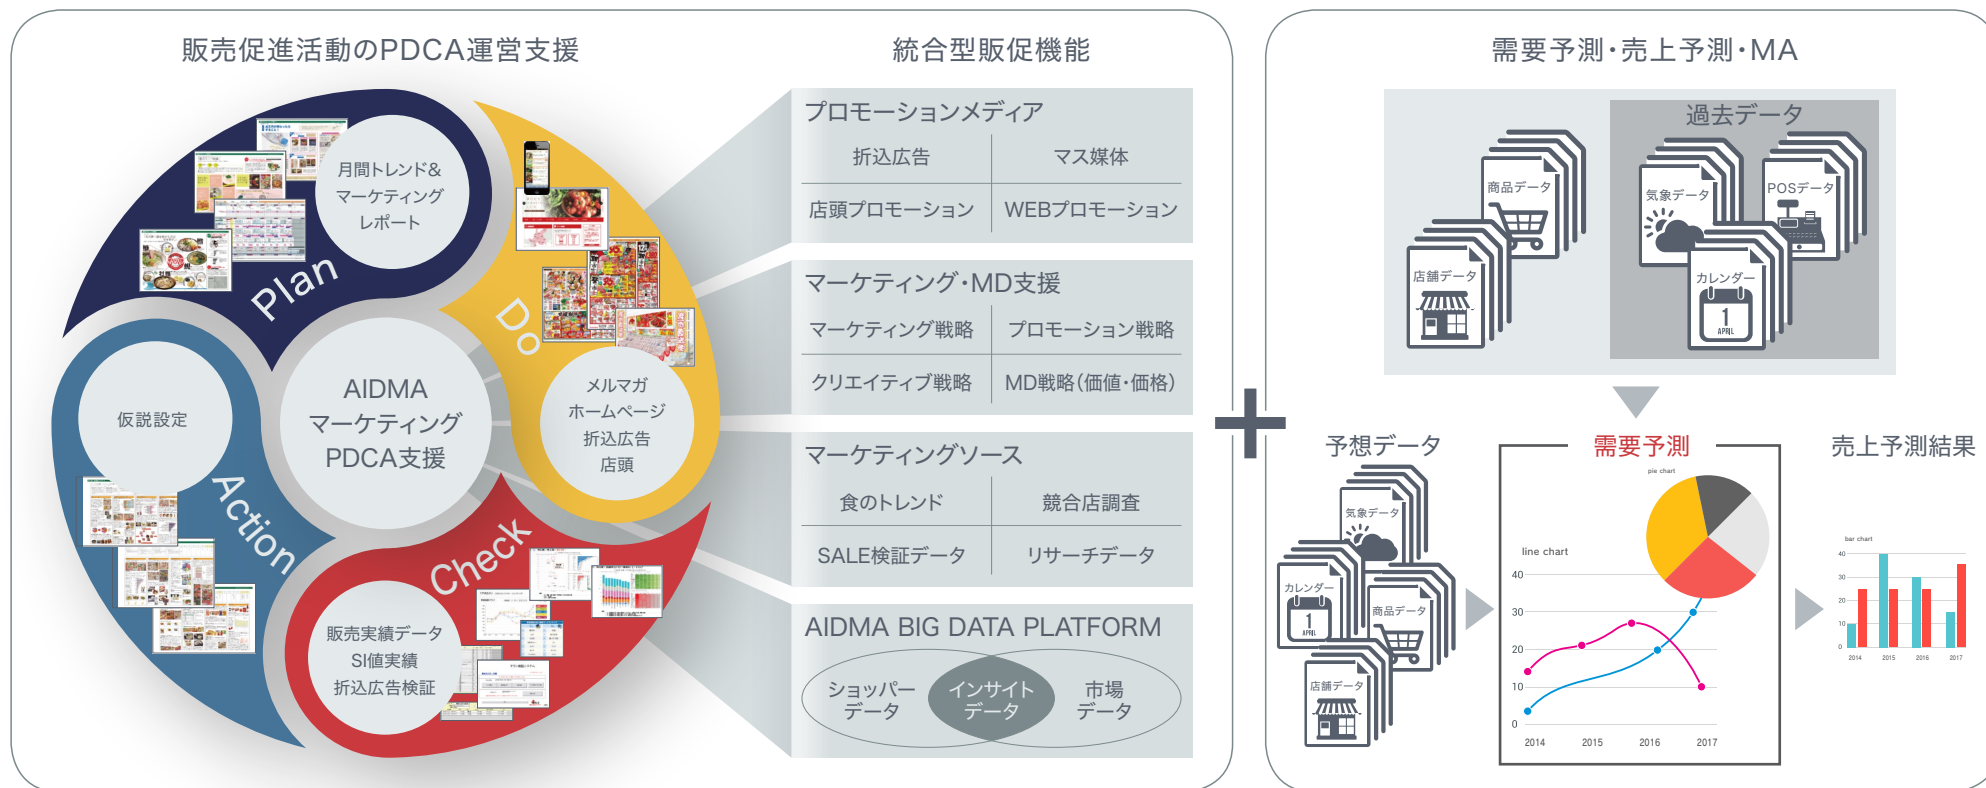 販売促進活動のPDCA運営支援
月間トレンド&
マーケティング
レポート
Plan
Do
メルマガ
ホームページ
折込広告
店頭
Check
販売実績データ
SI値実績
折込広告検証
Action
仮説設定
AIDMA
マーケティング
PDCA支援
統合型販促機能
プロモーションメディア
折込広告
マス媒体
店頭プロモーション
WEBプロモーション
マーケティング・MD支援
マーケティング戦略
プロモーション戦略
クリエイティブ戦略
MD戦略(価値・価格)
マーケティングソース
食のトレンド
競合店調査
SALE検証データ
リサーチデータ
AIDMA BIG DATA PLATFORM
ショッパー
データ
インサイト
データ
市場
データ
需要予測・売上予測・MA
過去データ
商品データ
店舗データ
気象データ
POSデータ
カレンダー
1
APRIL
予想データ
気象データ
カレンダー
1
APRIL
商品データ
店舗データ
需要予測
pie chart
line chart
40
30
20
10
0
2014
2015
2016
2017
売上予測結果
bar chart
40
30
20
10
0
2014
2015
2016
2017